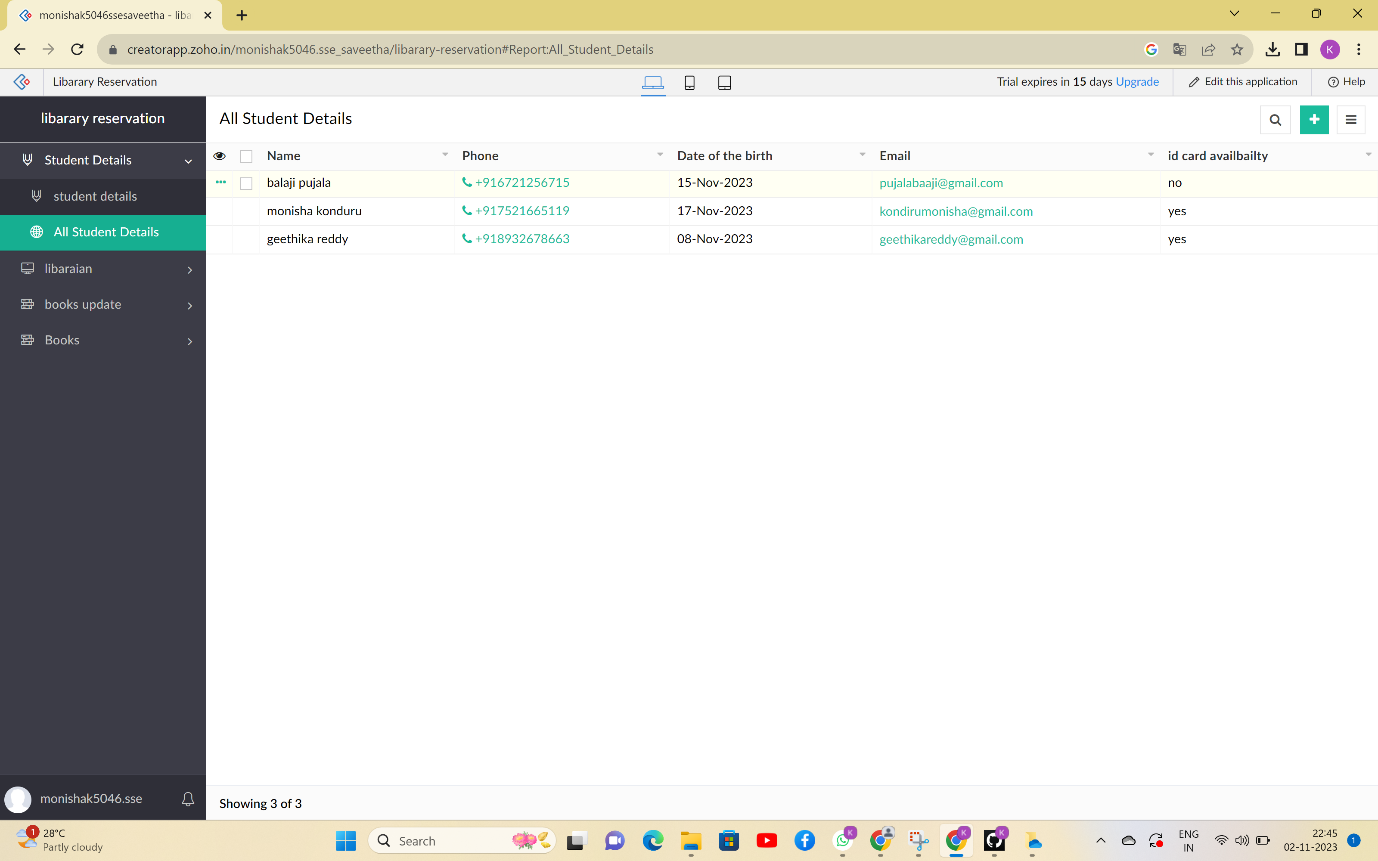 monishak5046ssesaveetha - liba
creatorapp.zoho.in/monishak5046.sse_saveetha/libarary-reservation#Report:All_Student_Details
K
Libarary Reservation
Trial expires in 15 days Upgrade
Edit this application
Help
libarary reservation
Student Details
student details
All Student Details
libaraian
books update
Books
monishak5046.sse
All Student Details
Name Phone Date of the birth Email id card availbailty
balaji pujala +916721256715 15-Nov-2023 pujalabaaji@gmail.com no
monisha konduru +917521665119 17-Nov-2023 kondirumonisha@gmail.com yes
geethika reddy +918932678663 08-Nov-2023 geethikareddy@gmail.com yes
Showing 3 of 3
1
28°C
Partly cloudy
Search
K
K
K
ENG
IN
22:45
02-11-2023
1